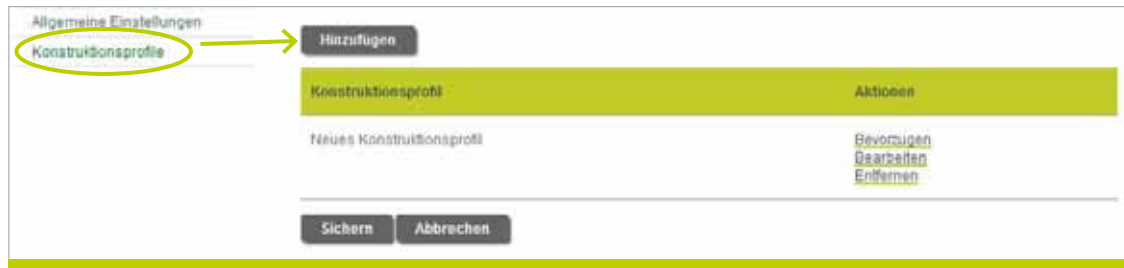 Allgemeine Einstellungen
Konstruktionsprofile
Hinzufügen
Konstruktionsprofil Aktionen
Neues Konstruktionsprofil Bevorzugen
Bearbeiten
Entfernen
Sichern Abbrechen